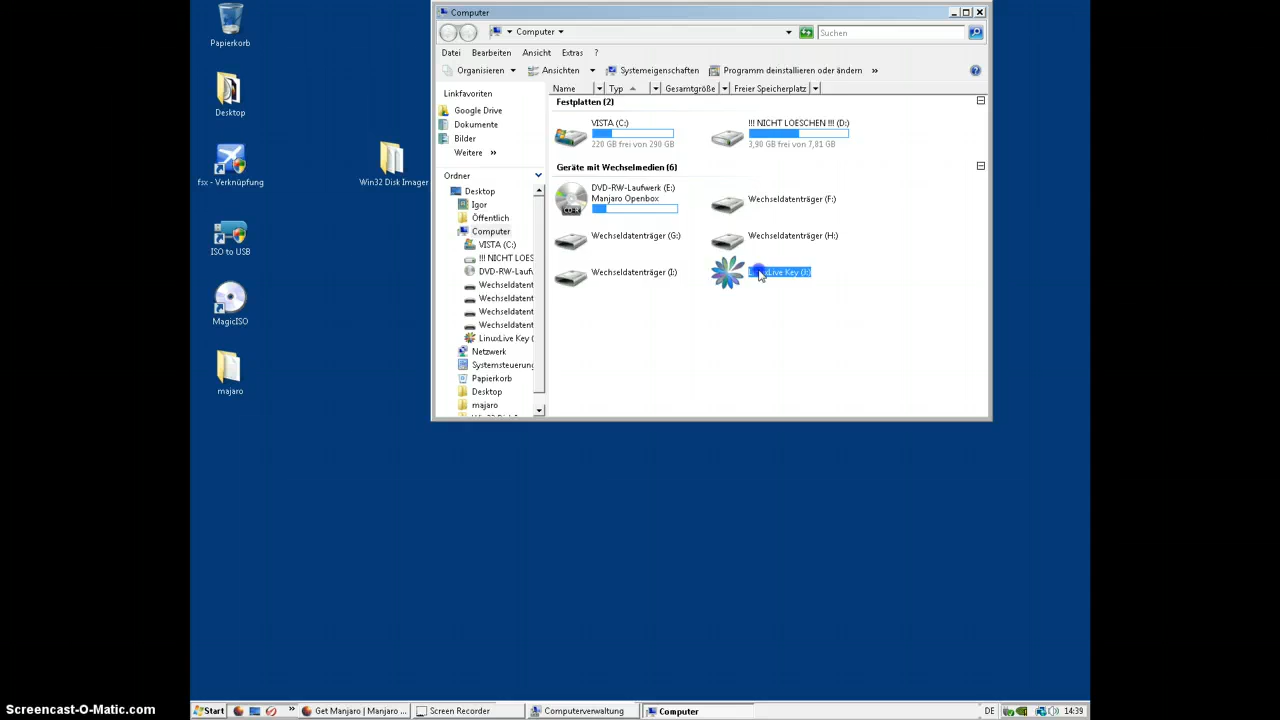 Papierkorb
Desktop
fsx - Verknüpfung
Win32 Disk Imager
ISO to USB
MagicISO
majaro
Computer
Computer
Suchen
Datei Bearbeiten Ansicht Extras ?
Organisieren Ansichten Systemeigenschaften Programm deinstallieren oder ändern »
Linkfavoriten
Google Drive
Dokumente
Bilder
Weitere »
Ordner
Desktop
Igor
Öffentlich
Computer
VISTA (C:)
!!! NICHT LOES
DVD-RW-Lauf
Wechseldatent
Wechseldatent
Wechseldatent
Wechseldatent
LinuxLive Key (
Netzwerk
Systemsteuerung
Papierkorb
Desktop
majaro
Name Typ Gesamtgröße Freier Speicherplatz
Festplatten (2)
VISTA (C:)
220 GB frei von 290 GB
!!! NICHT LOESCHEN !!! (D:)
3,90 GB frei von 7,81 GB
Geräte mit Wechselmedien (6)
DVD-RW-Laufwerk (E:)
Manjaro Openbox
CD-R
Wechseldatenträger (F:)
Wechseldatenträger (G:)
Wechseldatenträger (H:)
Wechseldatenträger (I:)
LinuxLive Key (J:)
Start
»
Get Manjaro | Manjaro ...
Screen Recorder
Computerverwaltung
Computer
DE
14:39
Screencast-O-Matic.com